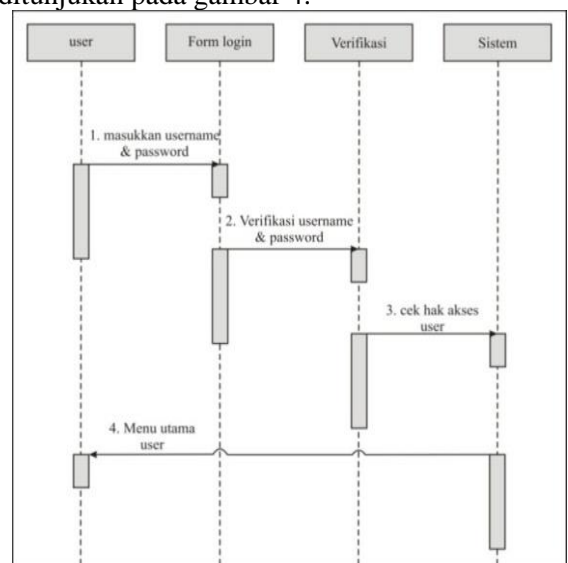 ditunjukan pada gambar 4.
user
Form login
Verifikasi
Sistem
1. masukkan username
& password
2. Verifikasi username
& password
3. cek hak akses
user
4. Menu utama
user